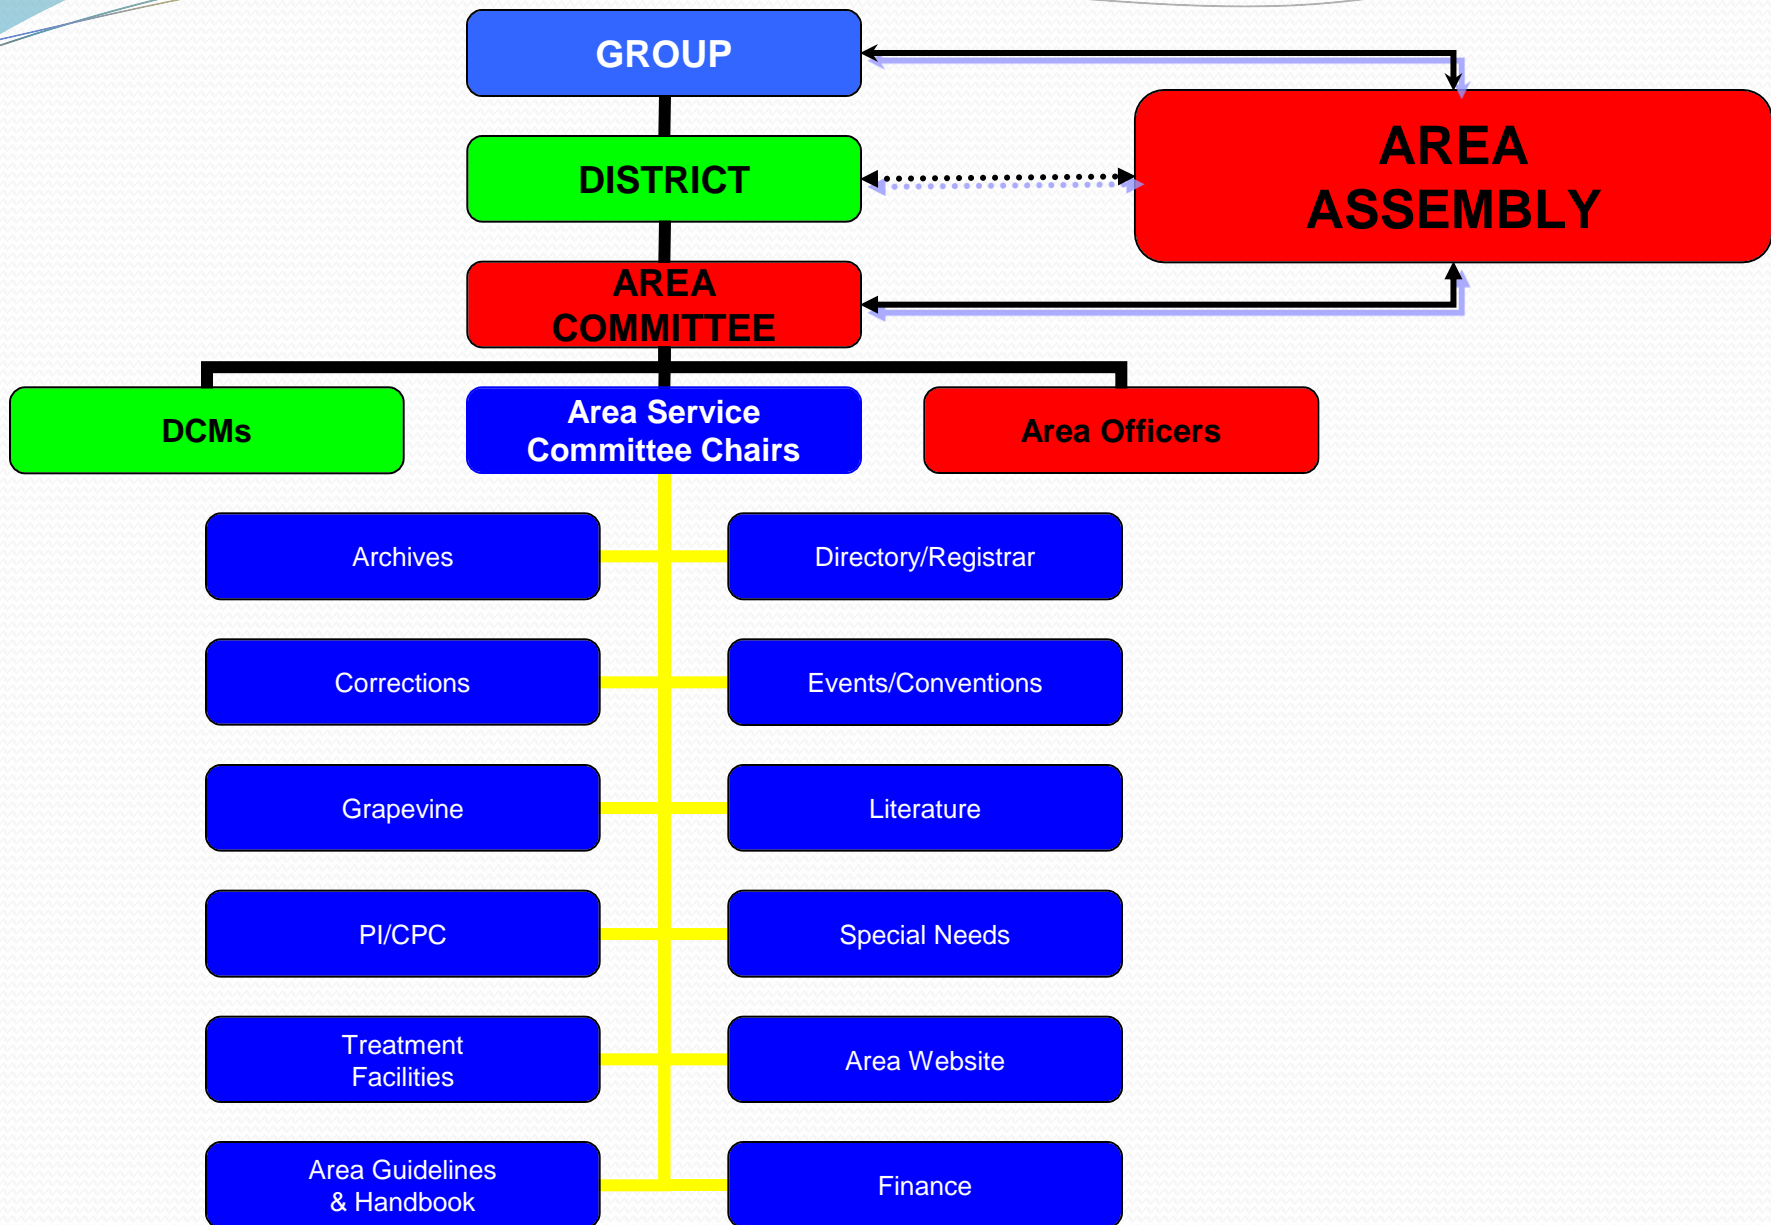 GROUP
AREA
ASSEMBLY
DISTRICT
AREA
COMMITTEE
DCMs
Area Service
Committee Chairs
Area Officers
Archives
Directory/Registrar
Corrections
Events/Conventions
Grapevine
Literature
PI/CPC
Special Needs
Treatment
Facilities
Area Website
Area Guidelines
& Handbook
Finance